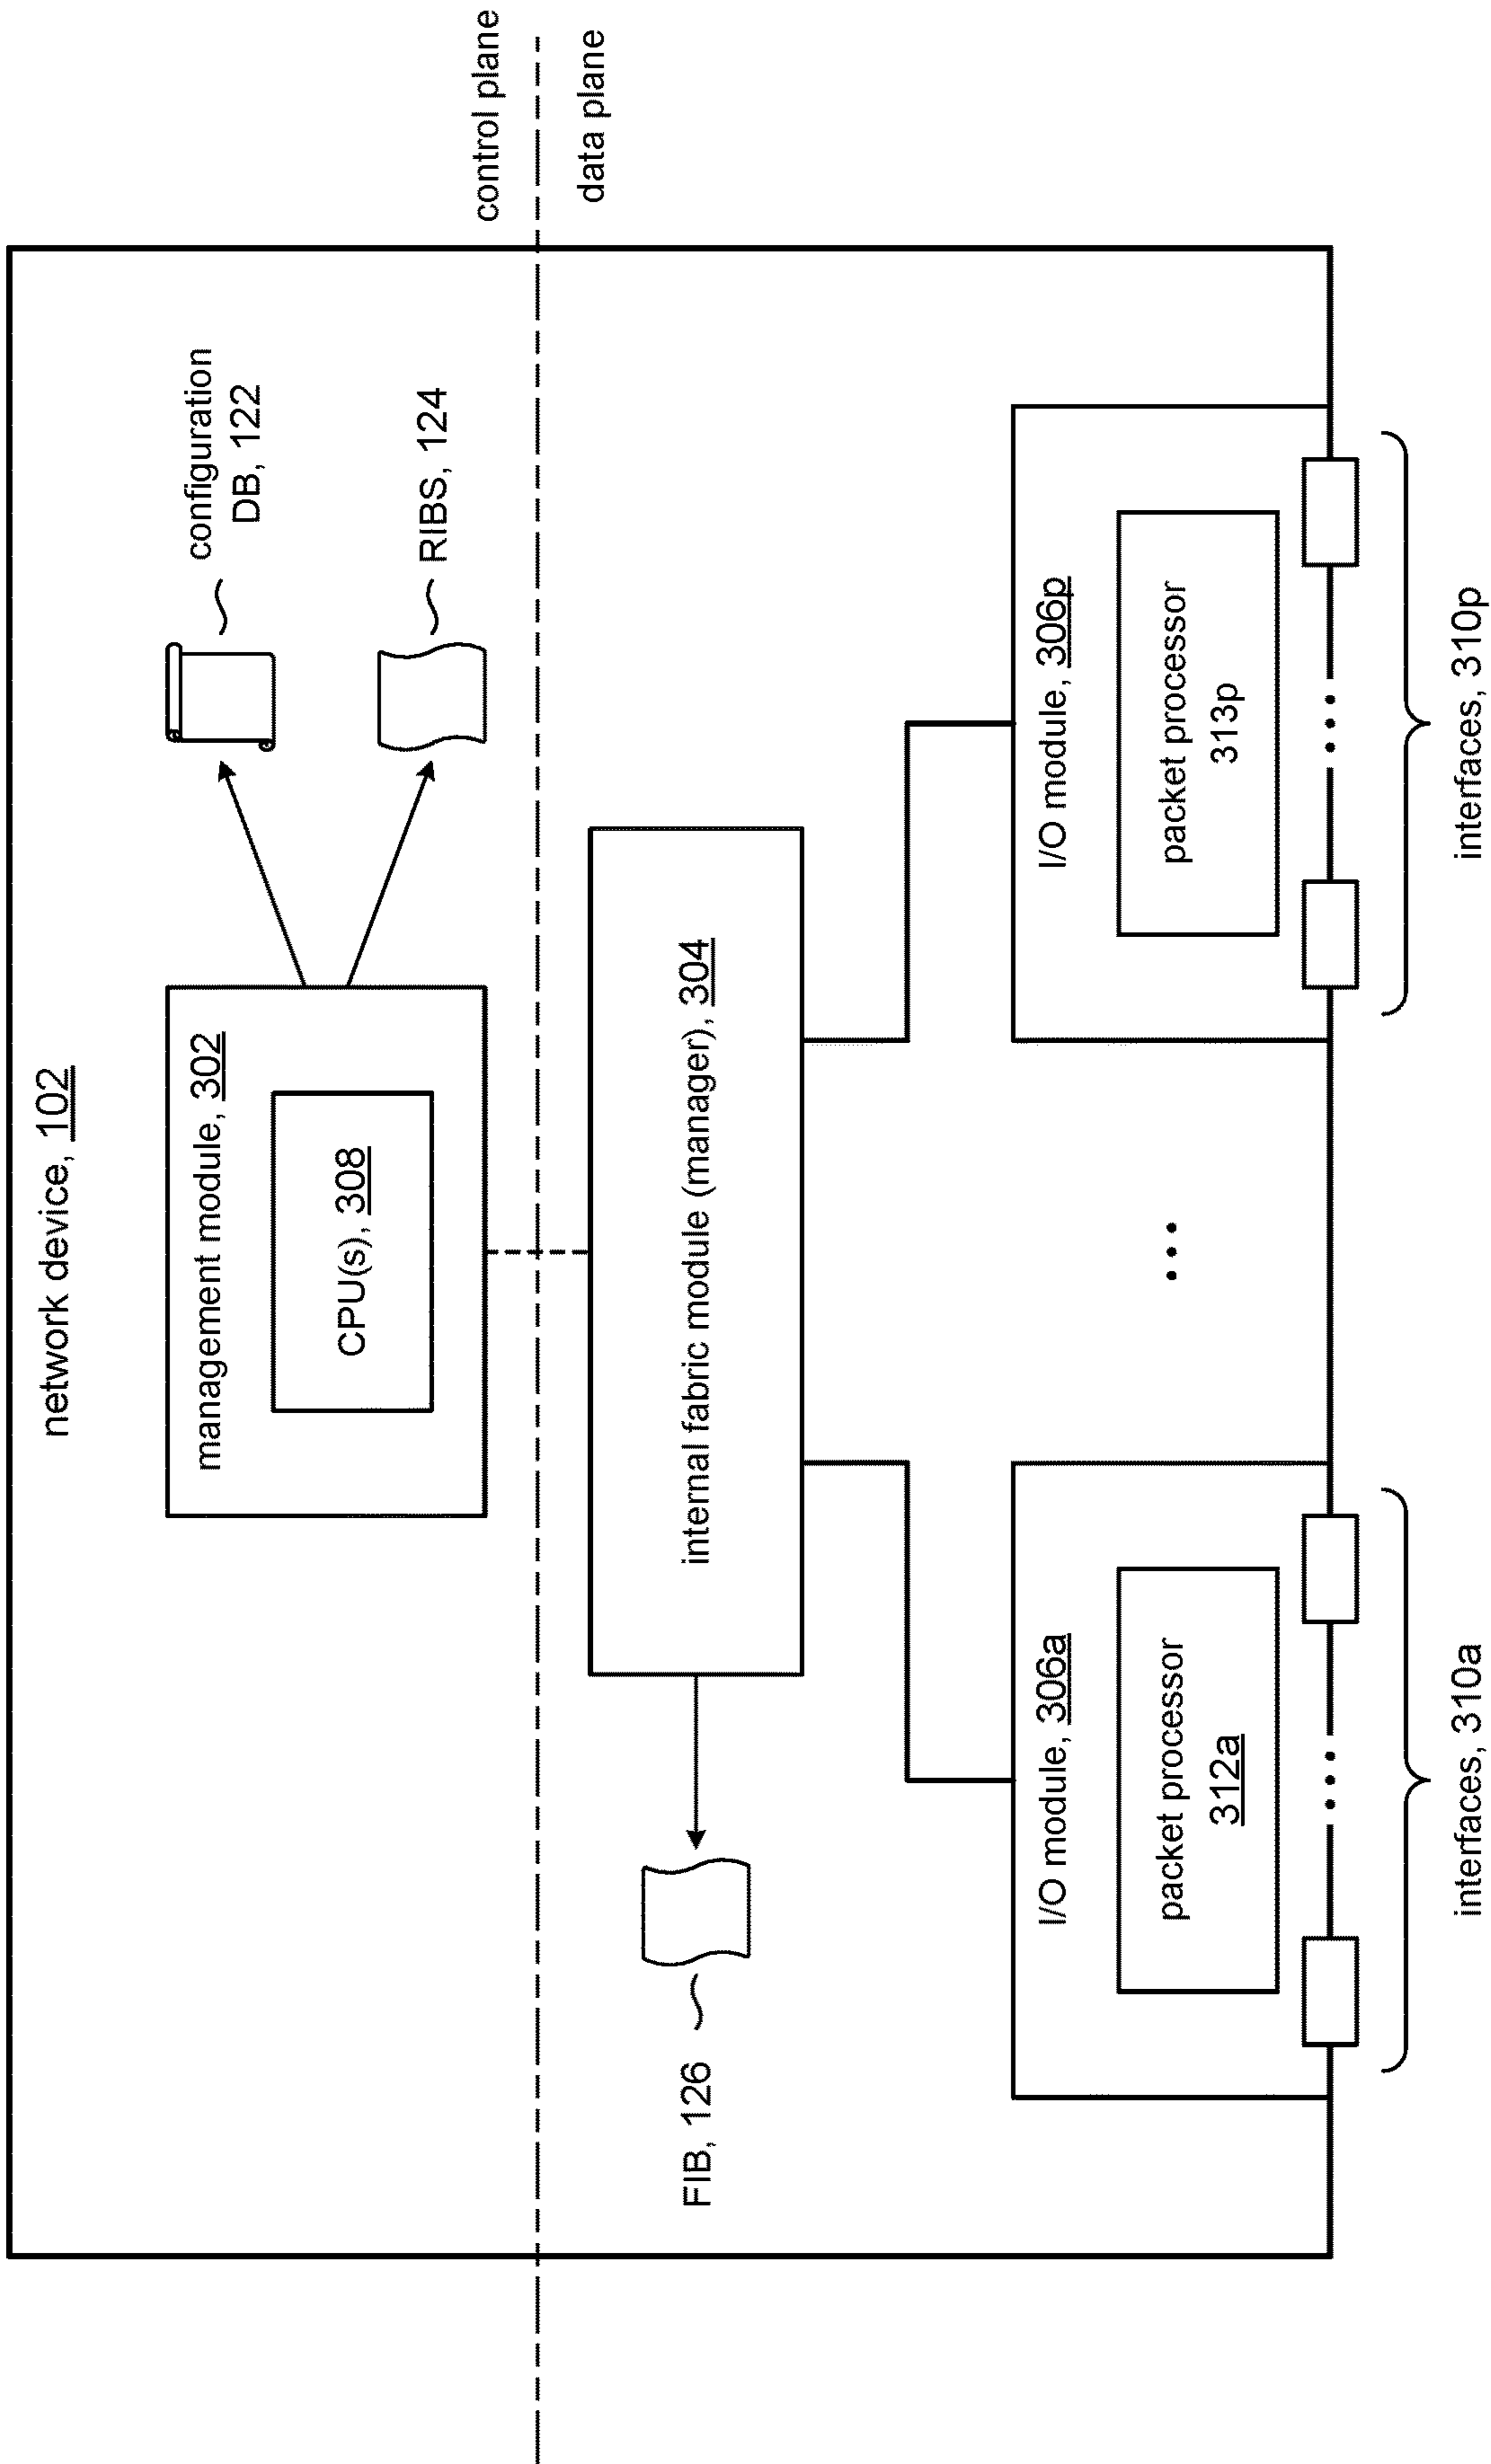 network device, 102
management module, 302
CPU(s), 308
configuration
DB, 122
RIBS, 124
control plane
data plane
internal fabric module (manager), 304
FIB, 126
I/O module, 306a
packet processor
312a
...
I/O module, 306p
packet processor
313p
interfaces, 310a
interfaces, 310p